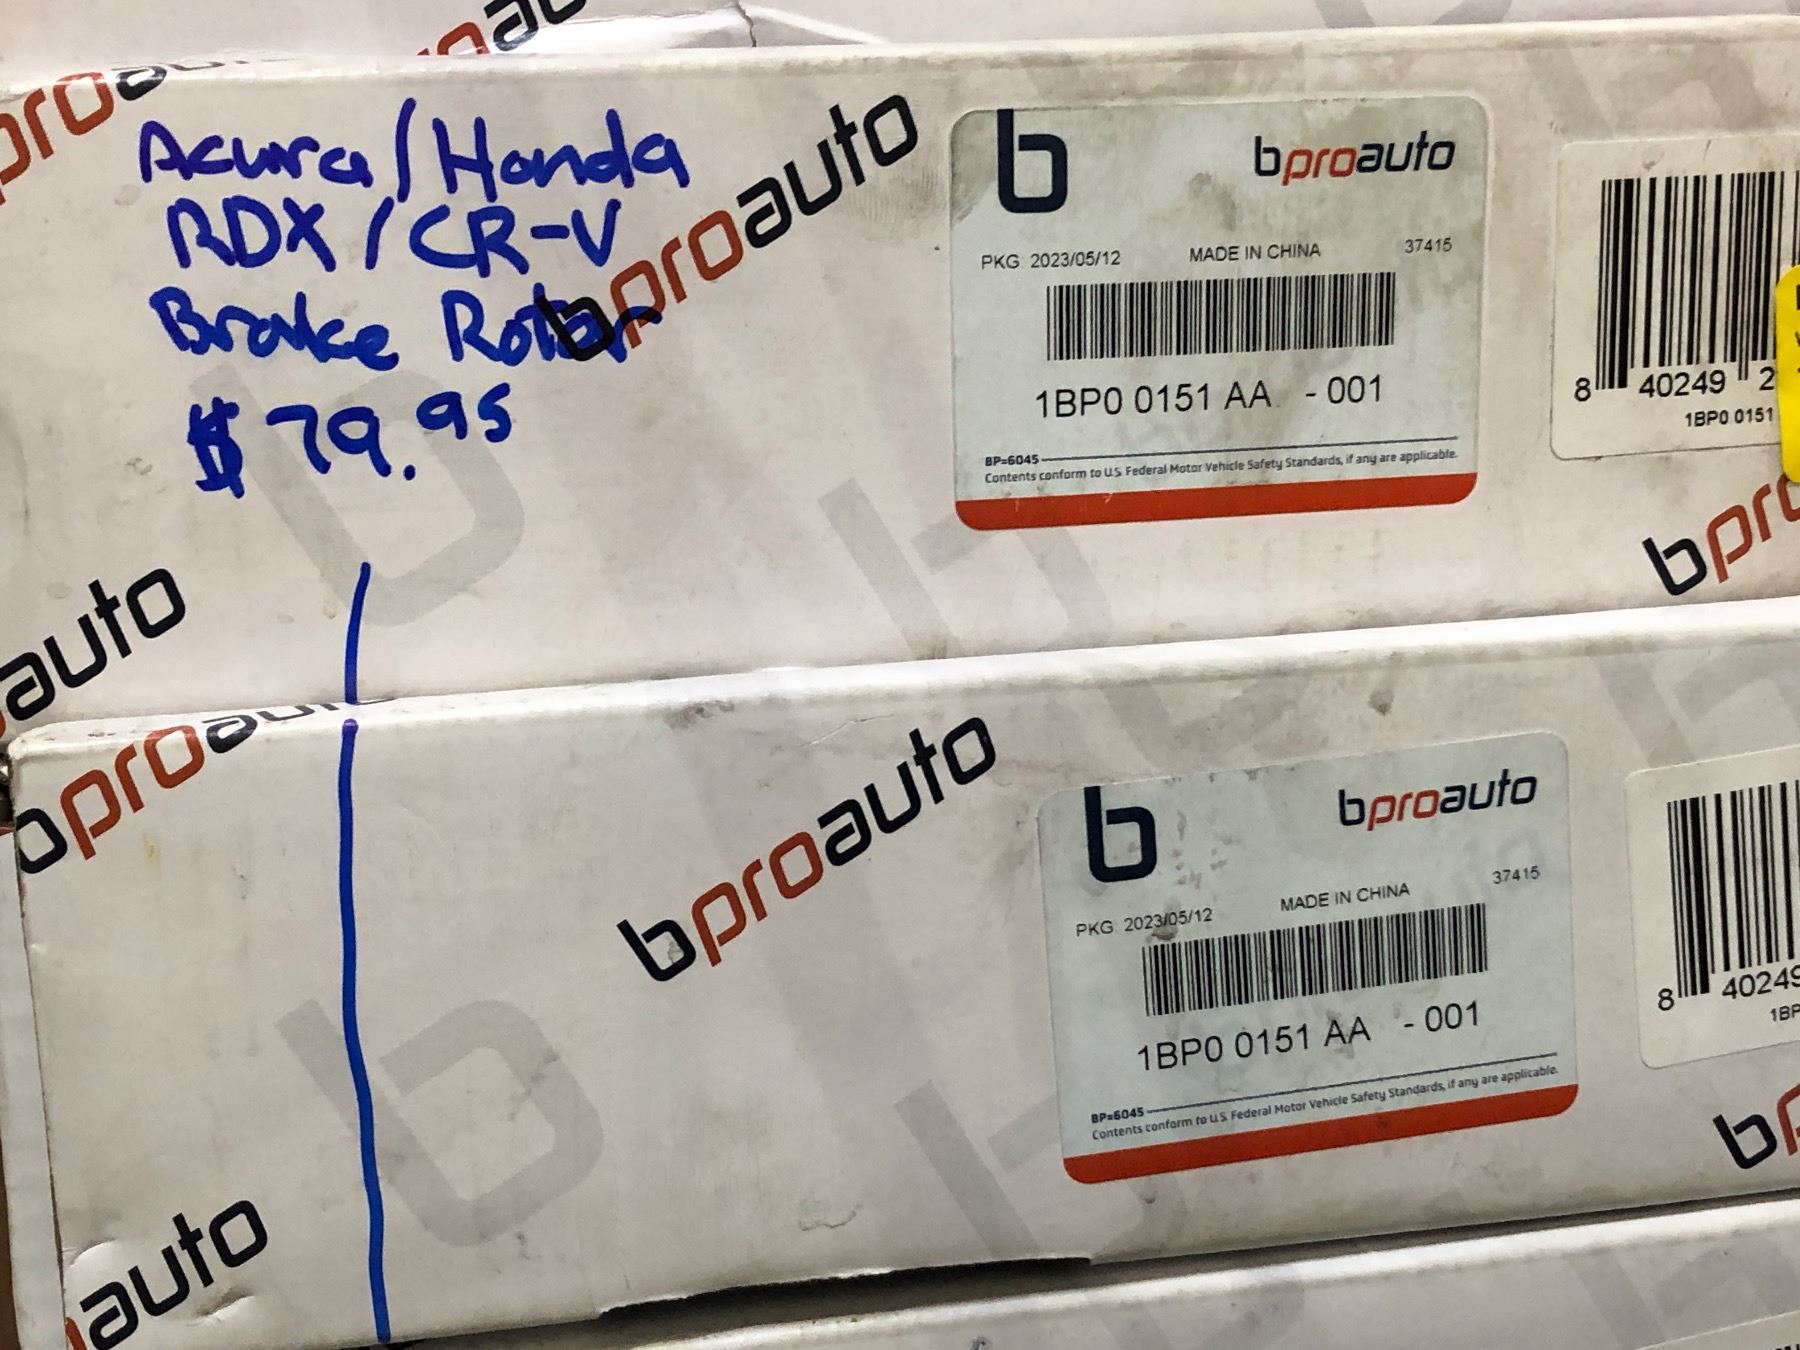 Acura/Honda
RDX/CR-V
Brake Rotor
$79.95
bproauto
bproauto
PKG 2023/05/12 MADE IN CHINA 37415
1BP0 0151 AA - 001
BP=6045
Contents conform to U.S. Federal Motor Vehicle Safety Standards, if any are applicable.
8 40249 2
1BP0 0151
auto
bproauto
bproauto
bproauto
PKG 2023/05/12 MADE IN CHINA 37415
1BP0 0151 AA - 001
BP=6045
Contents conform to U.S. Federal Motor Vehicle Safety Standards, if any are applicable.
8 40249
1BP
auto